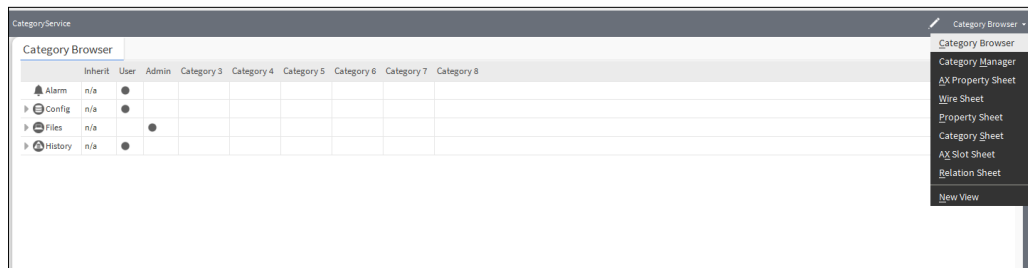 CategoryService
Category Browser
Category Browser
Inherit User Admin Category 3 Category 4 Category 5 Category 6 Category 7 Category 8
Alarm n/a
Config n/a
Files n/a
History n/a
Category Browser
Category Manager
AX Property Sheet
Wire Sheet
Property Sheet
Category Sheet
AX Slot Sheet
Relation Sheet
New View